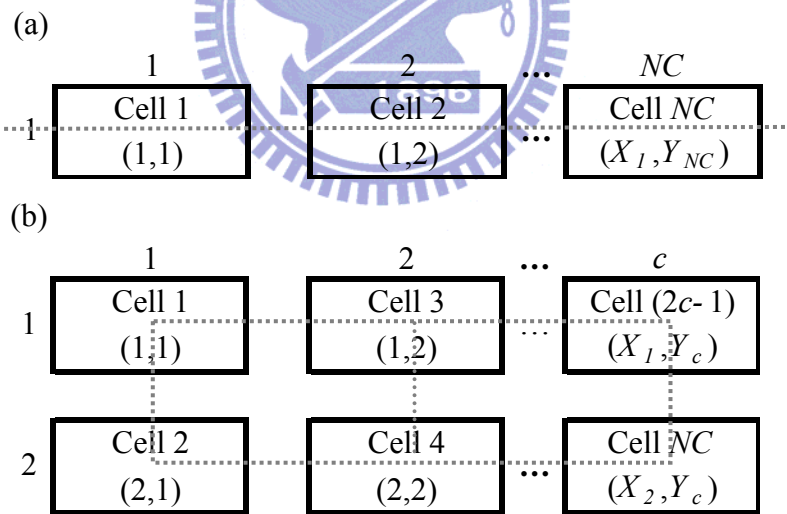 (a)
1 2 ... NC
Cell 1 Cell 2 Cell NC
1 ...
(1,1) (1,2) (X1,YNC)
1896
(b)
1 2 ... c
Cell 1 Cell 3 Cell (2c-1)
1 ...
(1,1) (1,2) (X1,Yc)
Cell 2 Cell 4 Cell NC
2 ...
(2,1) (2,2) (X2,Yc)